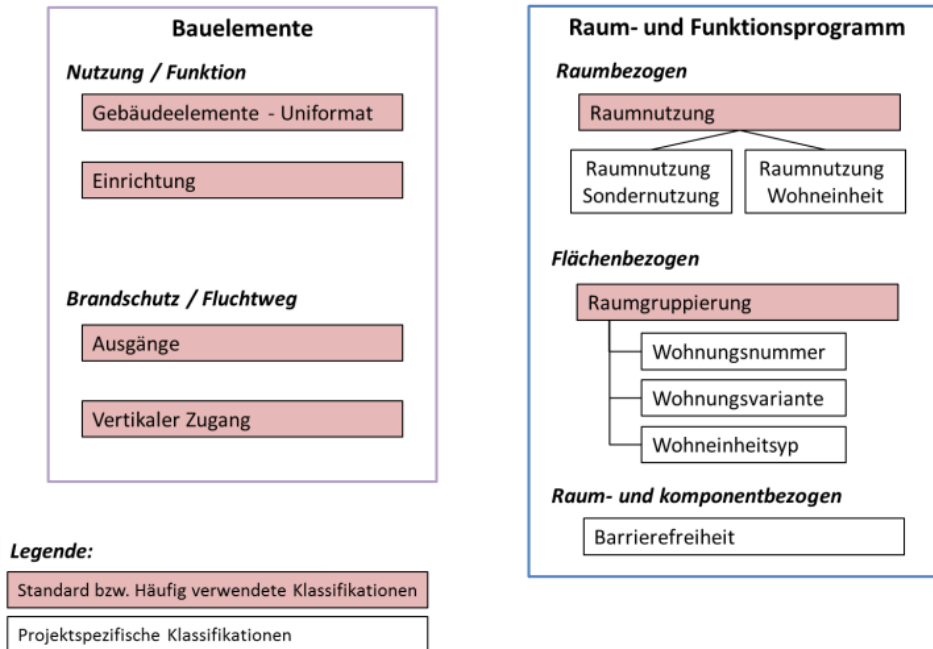 Bauelemente
Nutzung / Funktion
Gebäudeelemente - Uniformat
Einrichtung
Brandschutz / Fluchtweg
Ausgänge
Vertikaler Zugang
Raum- und Funktionsprogramm
Raumbezogen
Raumnutzung
Raumnutzung
Sondernutzung
Raumnutzung
Wohneinheit
Flächenbezogen
Raumgruppierung
Wohnungsnummer
Wohnungsvariante
Wohneinheitsyp
Raum- und komponentbezogen
Barrierefreiheit
Legende:
Standard bzw. Häufig verwendete Klassifikationen
Projektspezifische Klassifikationen